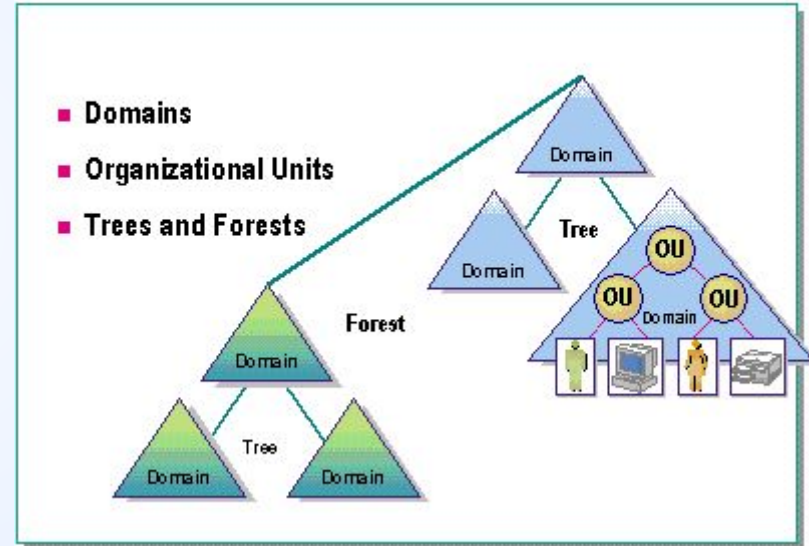 Domains
Organizational Units
Trees and Forests
Domain
Domain
Tree
OU
OU
OU
Domain
Forest
Domain
Tree
Domain
Domain